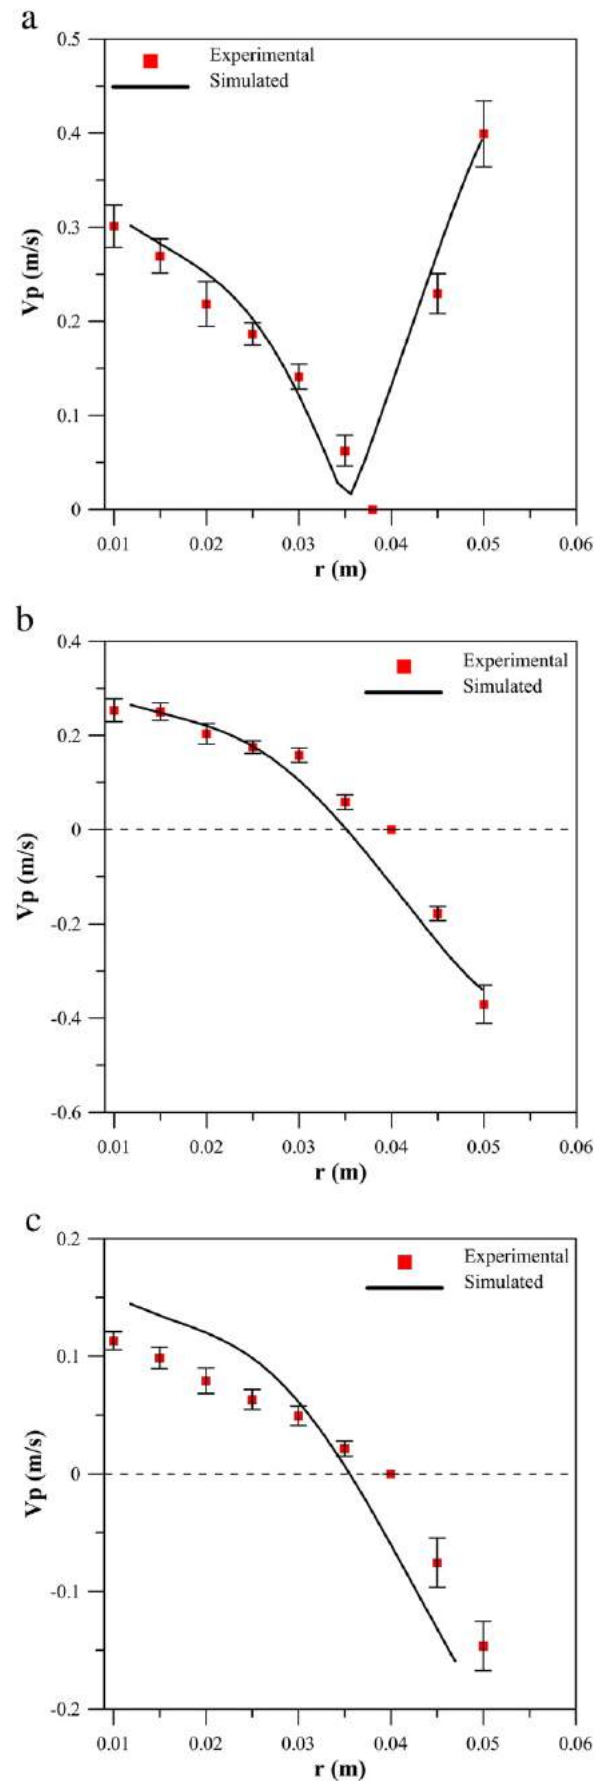 a
0.5
Experimental
Simulated
0.4
0.3
Vp (m/s)
0.2
0.1
0
0.01 0.02 0.03 0.04 0.05 0.06
r (m)
b
0.4
Experimental
Simulated
0.2
0
Vp (m/s)
-0.2
-0.4
-0.6
0.01 0.02 0.03 0.04 0.05 0.06
r (m)
c
0.2
Experimental
Simulated
0.1
Vp (m/s)
0
-0.1
-0.2
0.01 0.02 0.03 0.04 0.05 0.06
r (m)